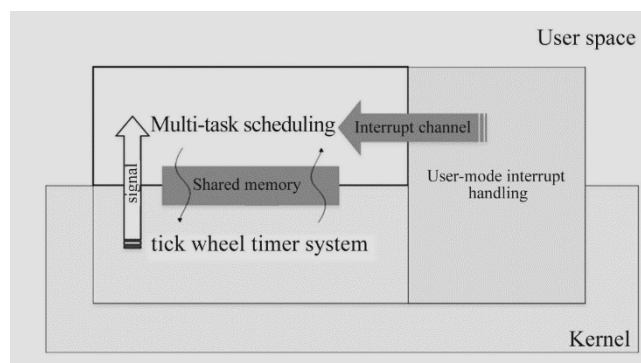 User space
Multi-task scheduling
Interrupt channel
signal
Shared memory
User-mode interrupt
handling
tick wheel timer system
Kernel